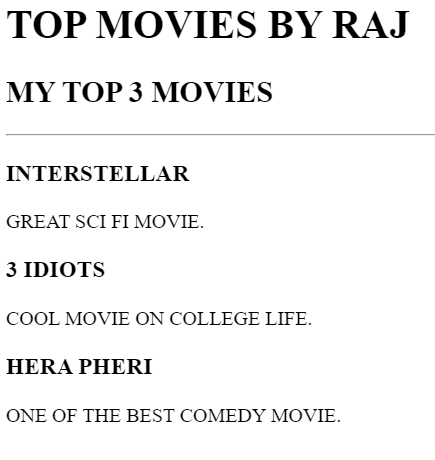 TOP MOVIES BY RAJ
MY TOP 3 MOVIES
INTERSTELLAR
GREAT SCI FI MOVIE.
3 IDIOTS
COOL MOVIE ON COLLEGE LIFE.
HERA PHERI
ONE OF THE BEST COMEDY MOVIE.